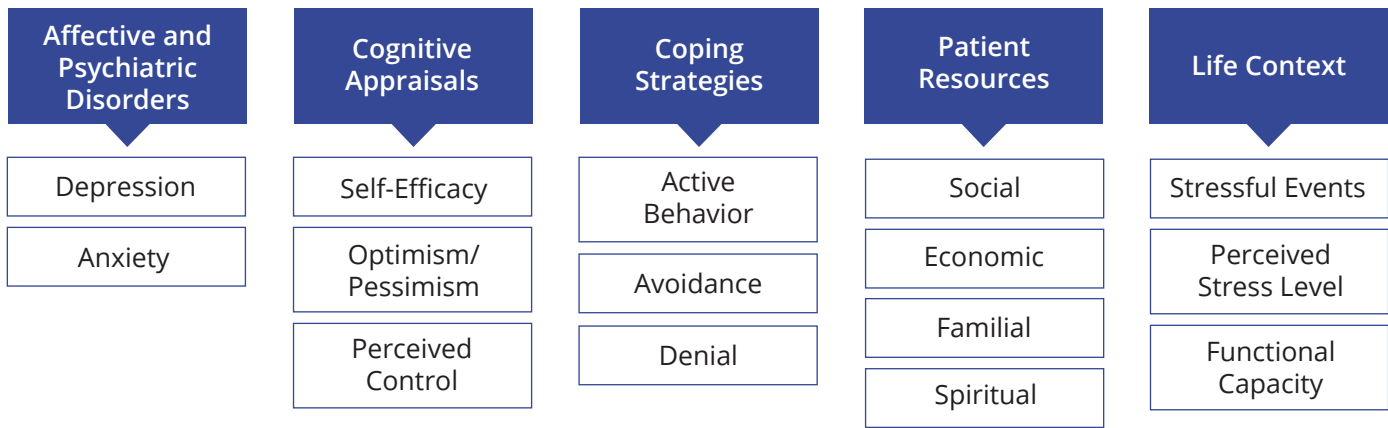 Affective and
Psychiatric
Disorders
Depression
Anxiety
Cognitive
Appraisals
Self-Efficacy
Optimism/
Pessimism
Perceived
Control
Coping
Strategies
Active
Behavior
Avoidance
Denial
Patient
Resources
Social
Economic
Familial
Spiritual
Life Context
Stressful Events
Perceived
Stress Level
Functional
Capacity